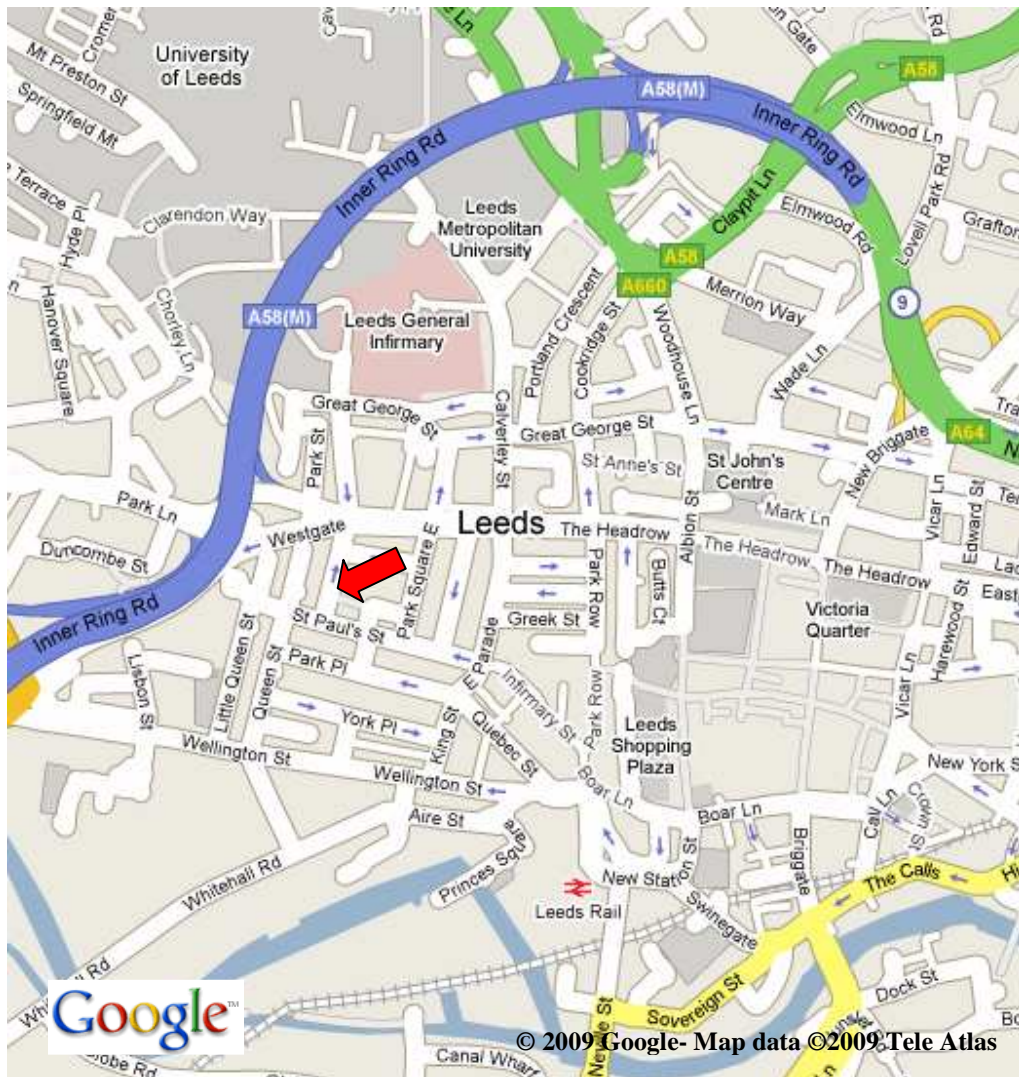 Cromer
Mt Preston St
Springfield Mt
Terrace
Hyde Pl
Hanover Square
University
of Leeds
Clarendon Way
Chorley Ln
Inner Ring Rd
A58(M)
A58(M)
Inner Ring Rd
A58
Elmwood Ln
Claypit Ln
Elmwood Rd
Lovell Park Rd
Grafton
Leeds
Metropolitan
University
A58
A660
Merrion Way
9
Leeds General
Infirmary
Portland Crescent
Cookridge St
Woodhouse Ln
Wade Ln
Great George St
Calverley St
Great George St
St Anne's St
St John's
Centre
New Briggate
A64
N
Park St
Park Ln
Westgate
Leeds
The Headrow
Albion St
Mark Ln
Vicar Ln
Edward St
Duncombe St
Park Square E
Park Row
Butts Ct
The Headrow
The Headrow
East
Inner Ring Rd
St Paul's St
Greek St
Victoria
Quarter
Harewood St
Lisbon St
Little Queen St
Queen St
Park Pl
E Parade
Infirmary St
Park Row
Vicar Ln
York Pl
King St
Quebec St
Leeds
Shopping
Plaza
Wellington St
Wellington St
Boar Ln
Boar Ln
New York S
Call Ln
Crown St
Aire St
Princes Square
Whitehall Rd
New Station St
Briggate
The Calls
Leeds Rail
Swinegate
Sovereign St
Dock St
Google™
Canal Wharf
© 2009 Google- Map data ©2009 Tele Atlas